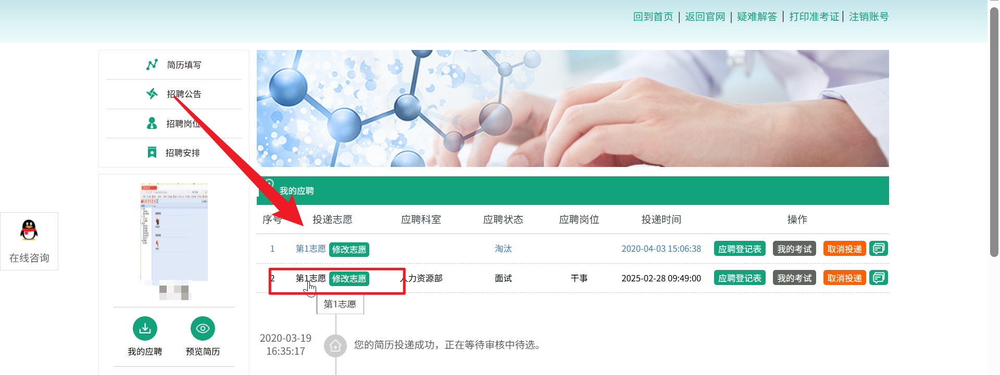 回到首页 | 返回官网 | 疑难解答 | 打印准考证 | 注销账号
简历填写
招聘公告
招聘岗位
招聘安排
我的应聘
序号 投递志愿 应聘科室 应聘状态 应聘岗位 投递时间 操作
1 第1志愿 修改志愿 淘汰 2020-04-03 15:06:38 应聘登记表 我的考试 取消投递
2 第1志愿 修改志愿 人力资源部 面试 干事 2025-02-28 09:49:00 应聘登记表 我的考试 取消投递
第1志愿
在线咨询
2020-03-19
16:35:17
您的简历投递成功，正在等待审核中待选。
我的应聘 预览简历